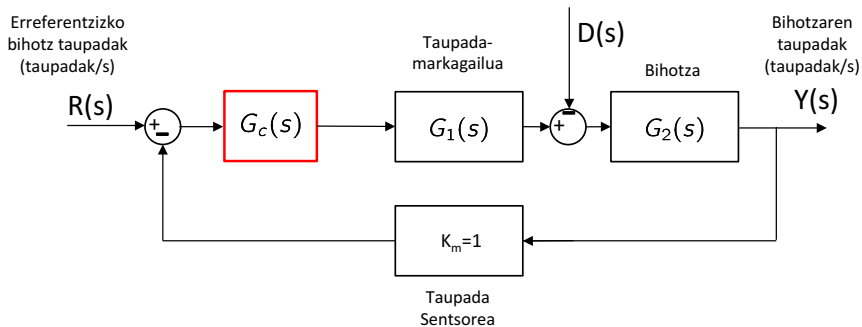 Erreferentzizko
bihotz taupadak
(taupadak/s)
R(s)
+
-
G_c(s)
Taupada-
markagailua
G_1(s)
D(s)
-
+
Bihotza
G_2(s)
Bihotzaren
taupadak
(taupadak/s)
Y(s)
K_m=1
Taupada
Sentsorea